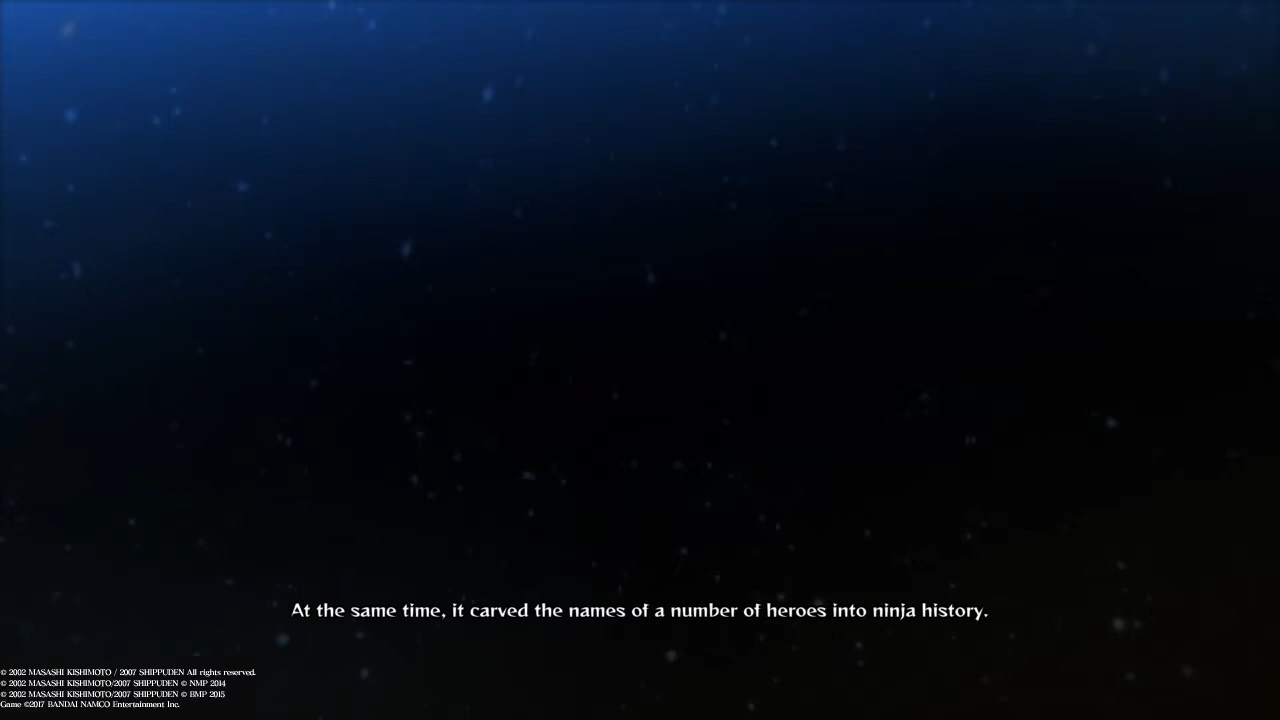 At the same time, it carved the names of a number of heroes into ninja history.
© 2002 MASASHI KISHIMOTO / 2007 SHIPPUDEN All rights reserved.
© 2002 MASASHI KISHIMOTO/2007 SHIPPUDEN © NMP 2014
© 2002 MASASHI KISHIMOTO/2007 SHIPPUDEN © BMP 2015
Game ©2017 BANDAI NAMCO Entertainment Inc.